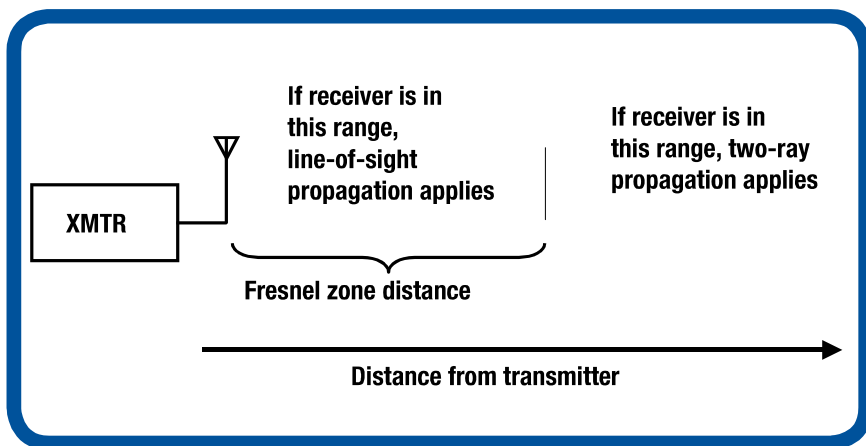 If receiver is in
this range,
line-of-sight
propagation applies
If receiver is in
this range, two-ray
propagation applies
XMTR
Fresnel zone distance
Distance from transmitter